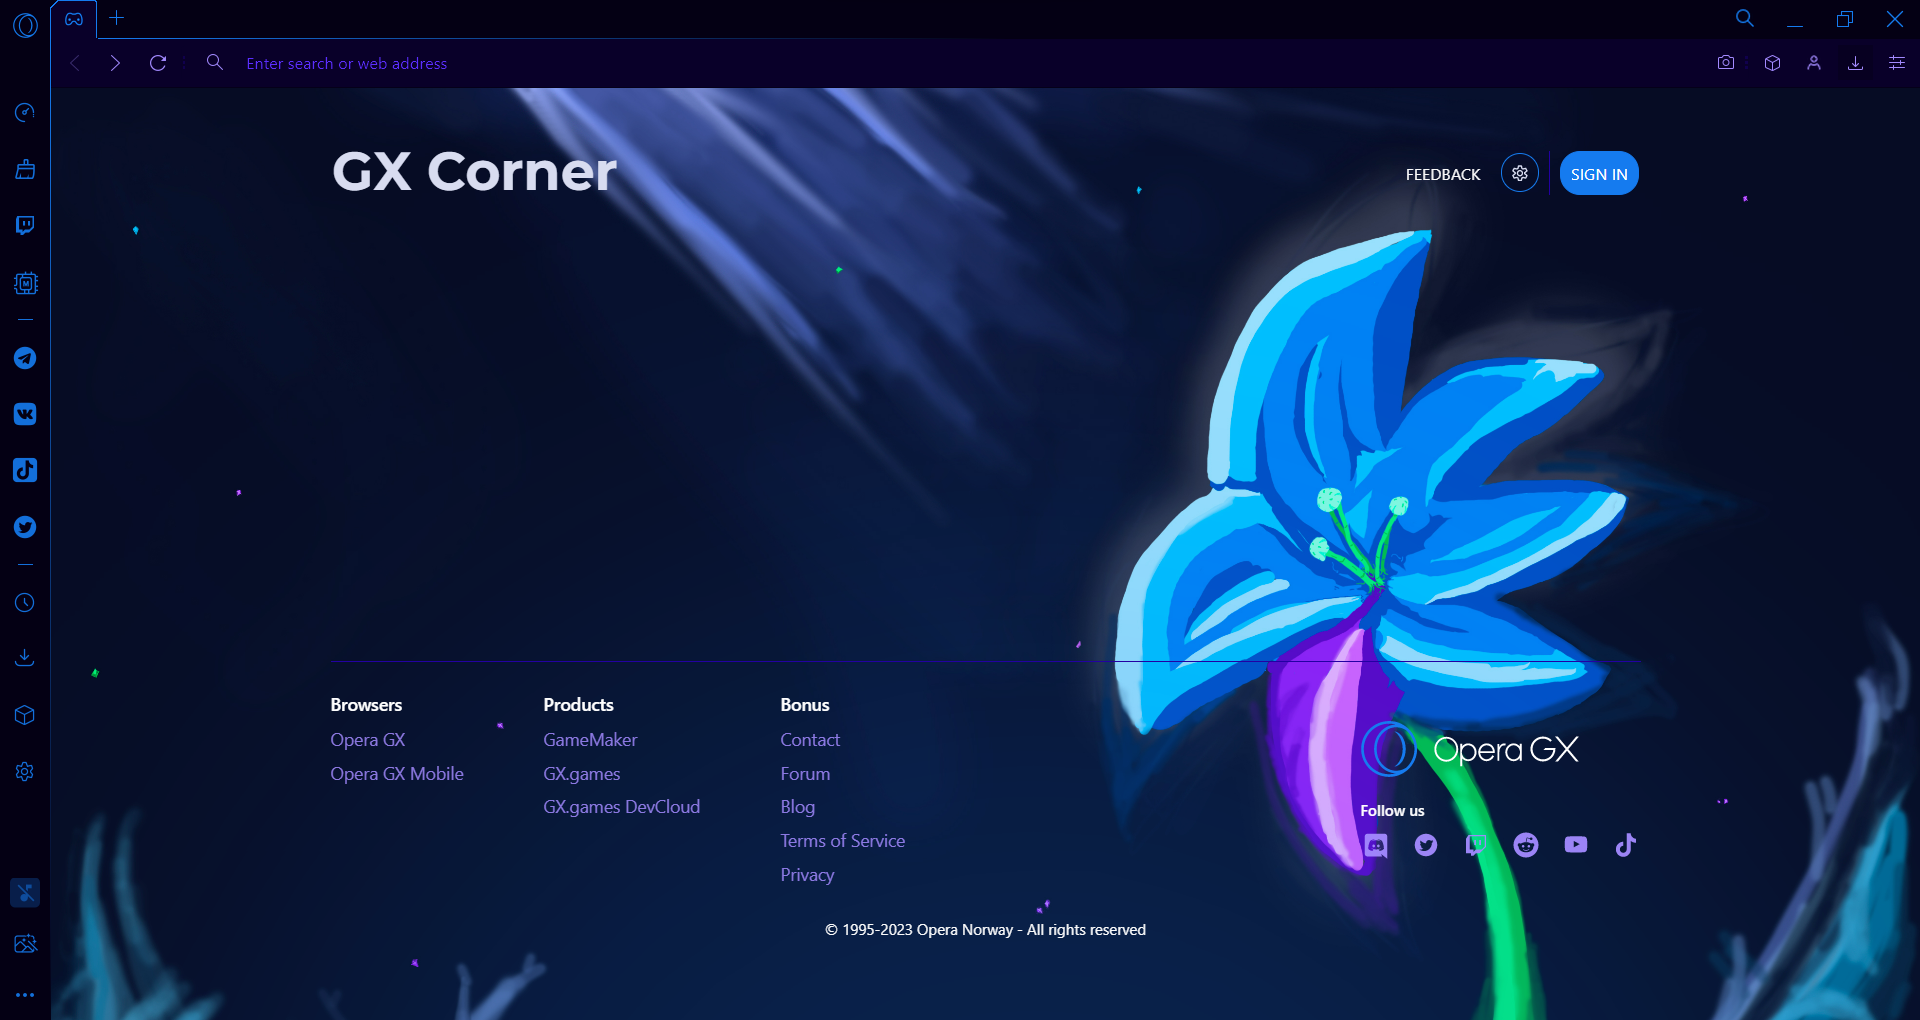 Enter search or web address
GX Corner
FEEDBACK
SIGN IN
Browsers
Opera GX
Opera GX Mobile
Products
GameMaker
GX.games
GX.games DevCloud
Bonus
Contact
Forum
Blog
Terms of Service
Privacy
Opera GX
Follow us
© 1995-2023 Opera Norway - All rights reserved